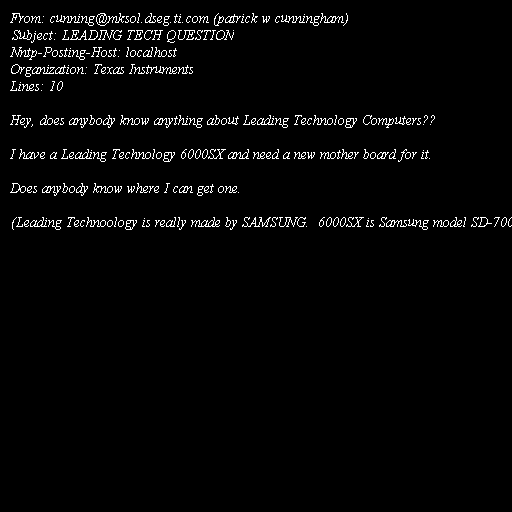 From: cunning@mksol.dseg.ti.com (patrick w cunningham)
Subject: LEADING TECH QUESTION
Nntp-Posting-Host: localhost
Organization: Texas Instruments
Lines: 10
Hey, does anybody know anything about Leading Technology Computers??
I have a Leading Technology 6000SX and need a new mother board for it.
Does anybody know where I can get one.
(Leading Technoology is really made by SAMSUNG.  6000SX is Samsung model SD-700